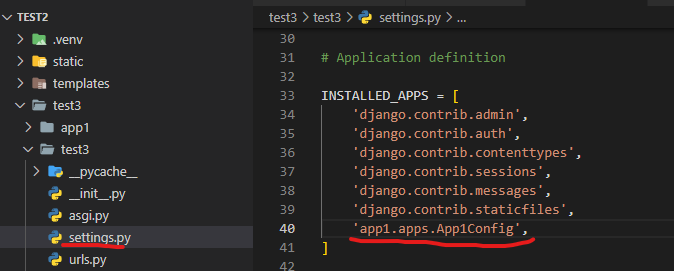 TEST2
.venv
static
templates
test3
app1
test3
__pycache__
__init__.py
asgi.py
settings.py
urls.py
test3 > test3 > settings.py > ...
30
31 # Application definition
32
33 INSTALLED_APPS = [
34 'django.contrib.admin',
35 'django.contrib.auth',
36 'django.contrib.contenttypes',
37 'django.contrib.sessions',
38 'django.contrib.messages',
39 'django.contrib.staticfiles',
40 'app1.apps.App1Config',
41 ]